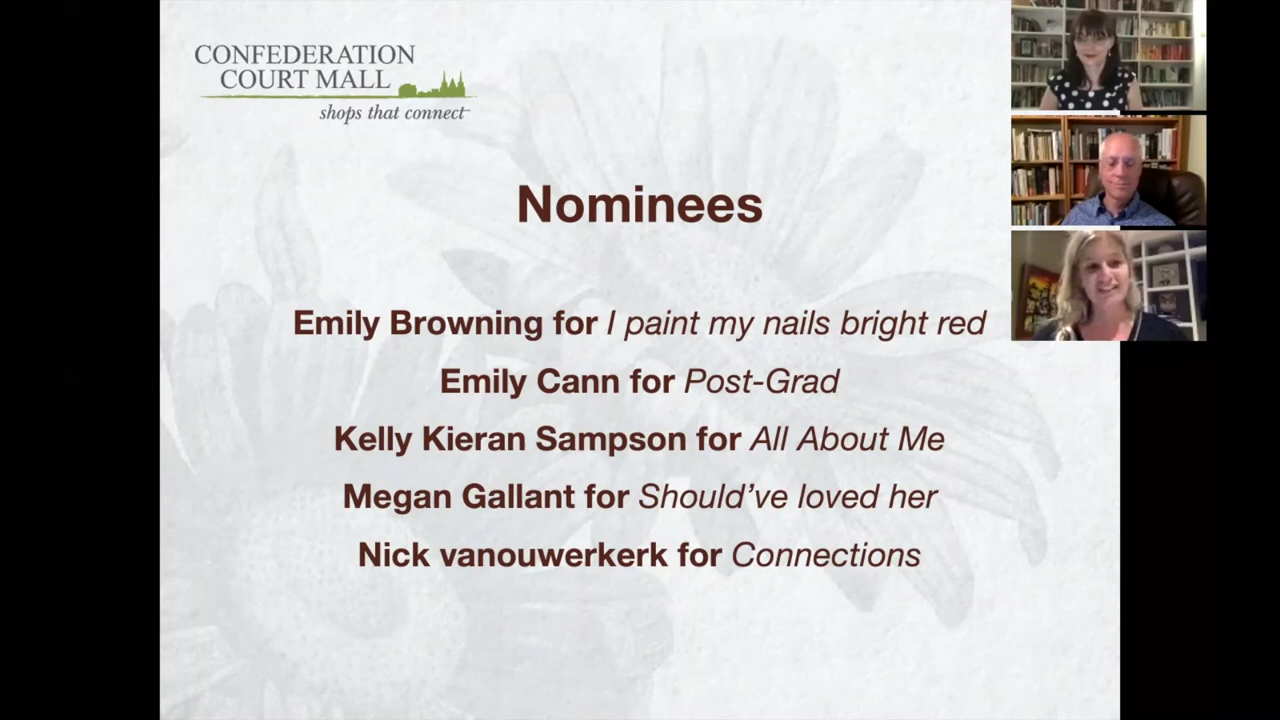 CONFEDERATION
COURT MALL
shops that connect
Nominees
Emily Browning for I paint my nails bright red
Emily Cann for Post-Grad
Kelly Kieran Sampson for All About Me
Megan Gallant for Should’ve loved her
Nick vanouwerkerk for Connections